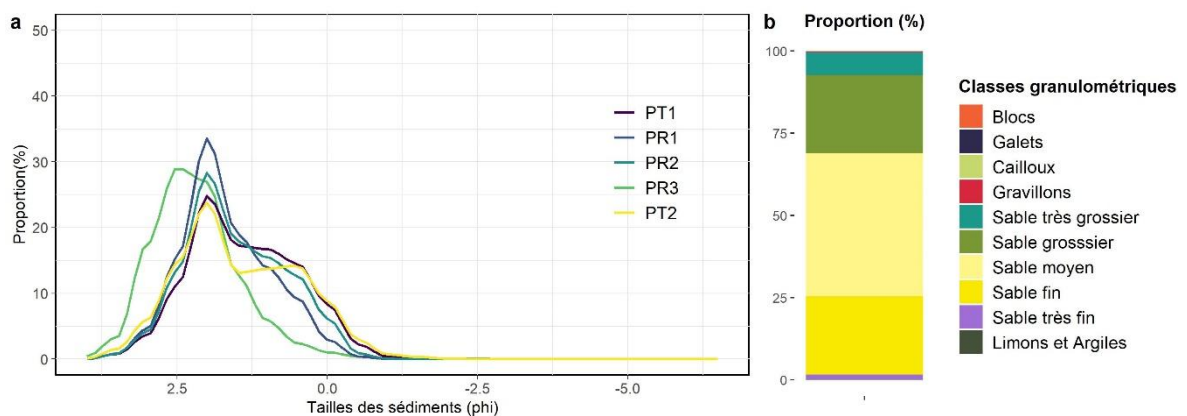 a
50
40
30
20
10
0
Proportion(%)
2.5
0.0
-2.5
-5.0
Tailles des sédiments (phi)
PT1
PR1
PR2
PR3
PT2
b
Proportion (%)
100
75
50
25
0
Classes granulométriques
Blocs
Galets
Cailloux
Gravillons
Sable très grossier
Sable grosssier
Sable moyen
Sable fin
Sable très fin
Limons et Argiles